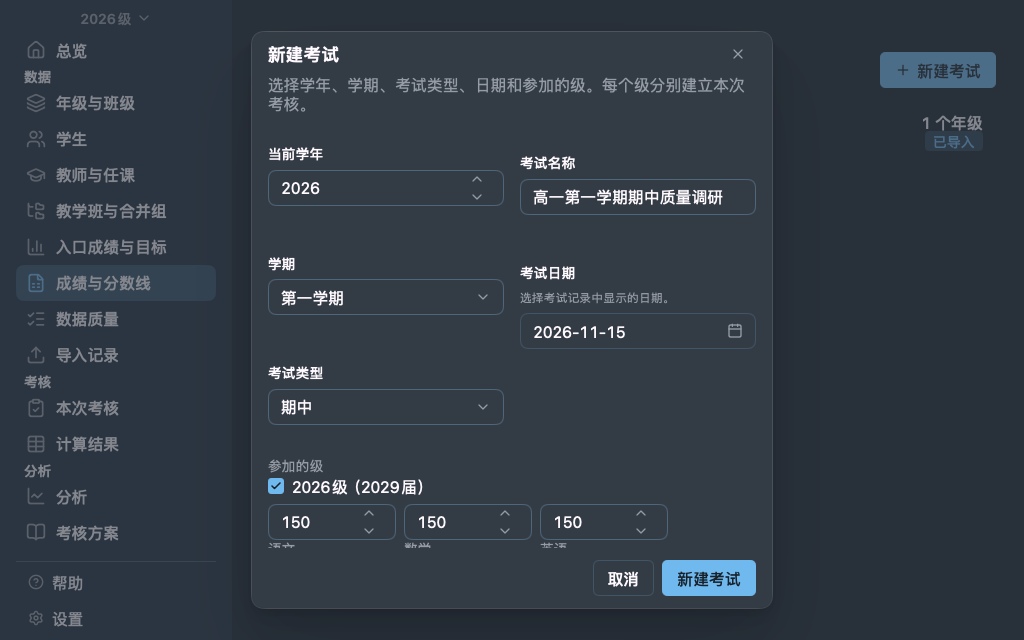 2026级
总览
数据
年级与班级
学生
教师与任课
教学班与合并组
入口成绩与目标
成绩与分数线
数据质量
导入记录
考核
本次考核
计算结果
分析
分析
考核方案
帮助
设置
新建考试
1 个年级
已导入
新建考试
选择学年、学期、考试类型、日期和参加的级。每个级分别建立本次
考核。
当前学年
2026
考试名称
高一第一学期期中质量调研
学期
第一学期
考试日期
选择考试记录中显示的日期。
2026-11-15
考试类型
期中
参加的级
2026级（2029届）
150
150
150
语文
数学
英语
取消
新建考试